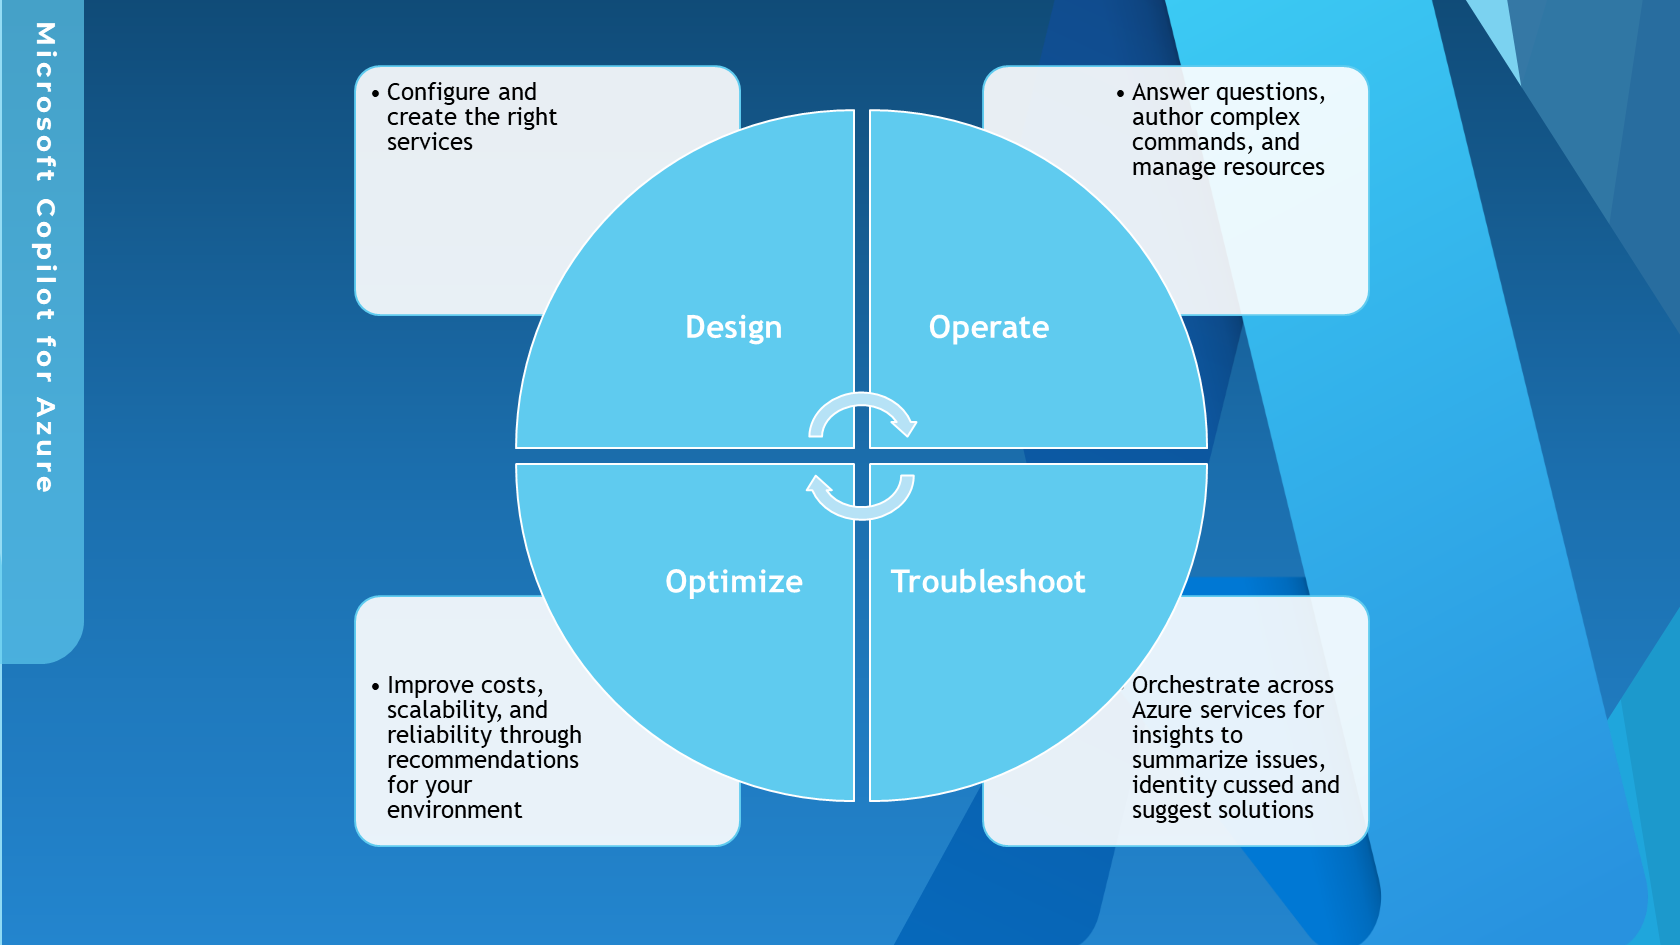 Microsoft Copilot for Azure
• Configure and
create the right
services
• Answer questions,
author complex
commands, and
manage resources
Design
Operate
Optimize
Troubleshoot
• Improve costs,
scalability, and
reliability through
recommendations
for your
environment
• Orchestrate across
Azure services for
insights to
summarize issues,
identity cussed and
suggest solutions